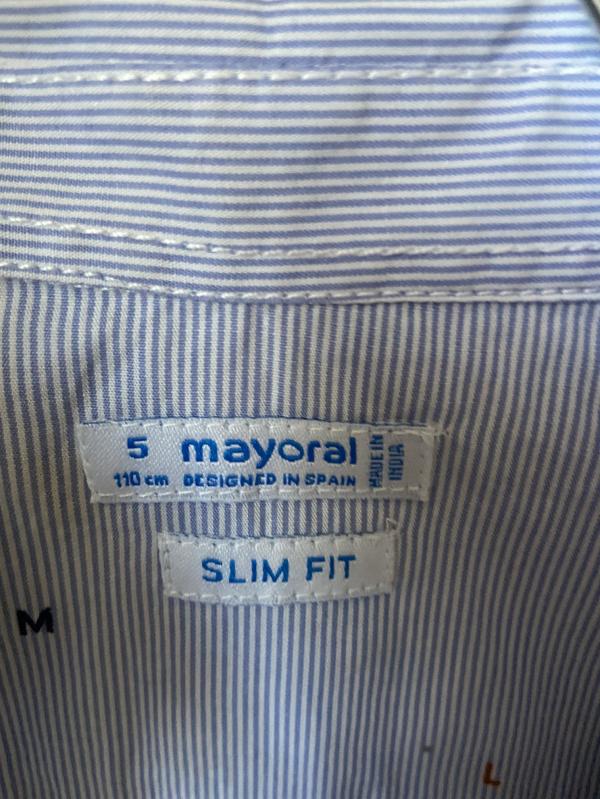 5 mayoral
110 cm DESIGNED IN SPAIN
MADE IN
INDIA
SLIM FIT
M
L